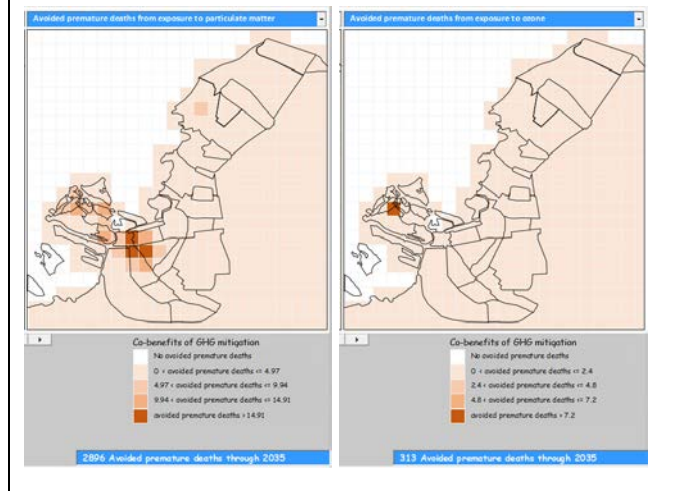 Avoided premature deaths from exposure to particulate matter
Co-benefits of GHG mitigation
No avoided premature deaths
0 < avoided premature deaths <= 4.97
4.97 < avoided premature deaths <= 9.94
9.94 < avoided premature deaths <= 14.91
avoided premature deaths > 14.91
2896 Avoided premature deaths through 2035
Avoided premature deaths from exposure to ozone
Co-benefits of GHG mitigation
No avoided premature deaths
0 < avoided premature deaths <= 2.4
2.4 < avoided premature deaths <= 4.8
4.8 < avoided premature deaths <= 7.2
avoided premature deaths > 7.2
313 Avoided premature deaths through 2035